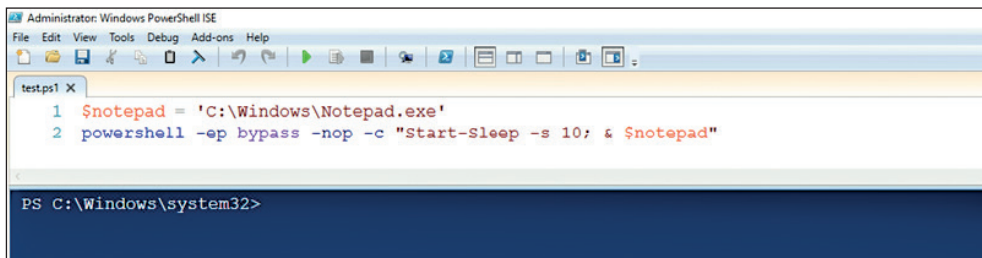 Administrator: Windows PowerShell ISE
File Edit View Tools Debug Add-ons Help
test.ps1 X
1 $notepad = 'C:\Windows\Notepad.exe'
2 powershell -ep bypass -nop -c "Start-Sleep -s 10; & $notepad"
PS C:\Windows\system32>